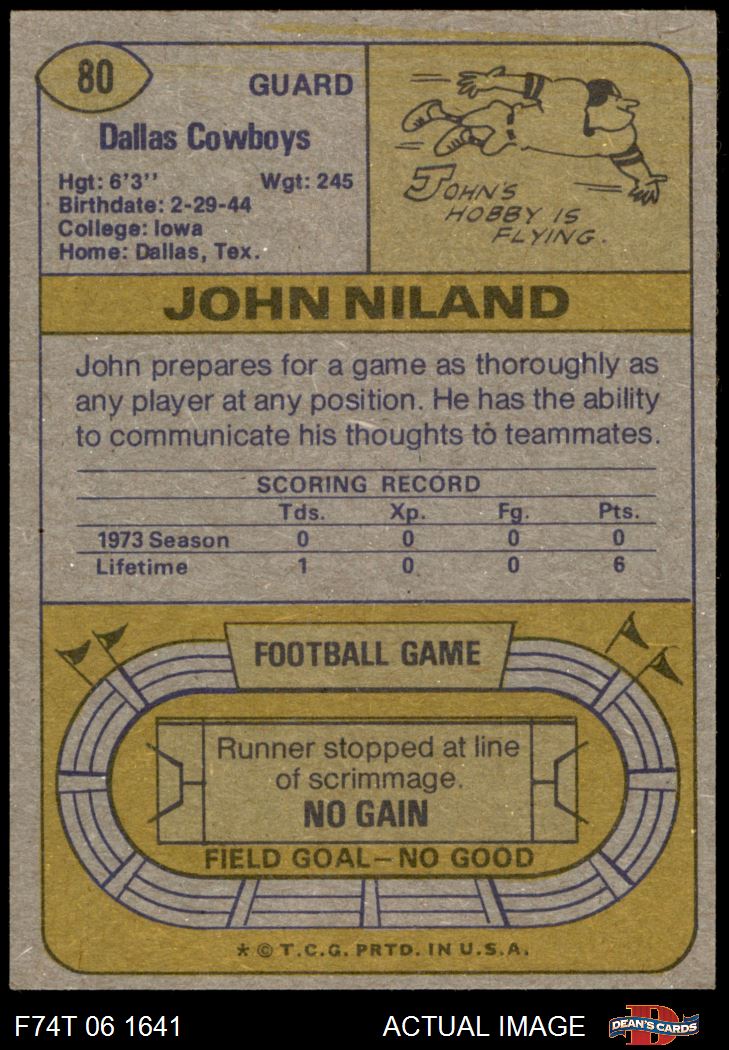 80
GUARD
Dallas Cowboys
Hgt: 6'3'' Wgt: 245
Birthdate: 2-29-44
College: Iowa
Home: Dallas, Tex.
JOHN'S
HOBBY IS
FLYING.
JOHN NILAND
John prepares for a game as thoroughly as
any player at any position. He has the ability
to communicate his thoughts to teammates.
SCORING RECORD
Tds. Xp. Fg. Pts.
1973 Season 0 0 0 0
Lifetime 1 0 0 6
FOOTBALL GAME
Runner stopped at line
of scrimmage.
NO GAIN
FIELD GOAL—NO GOOD
* © T.C.G. PRTD. IN U.S.A.
F74T 06 1641 ACTUAL IMAGE
D
DEAN'S CARDS